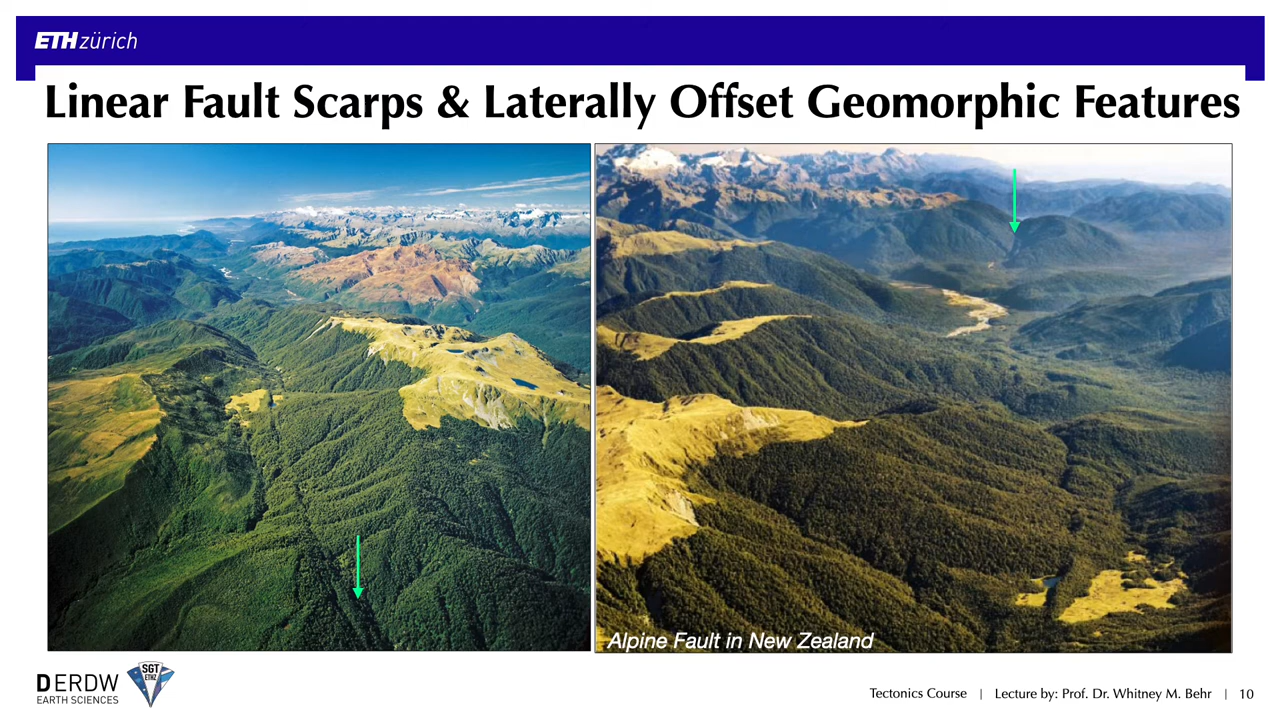 ETH zürich
Linear Fault Scarps & Laterally Offset Geomorphic Features
Alpine Fault in New Zealand
D ERDW
EARTH SCIENCES
SGT
ETHZ
Tectonics Course | Lecture by: Prof. Dr. Whitney M. Behr | 10